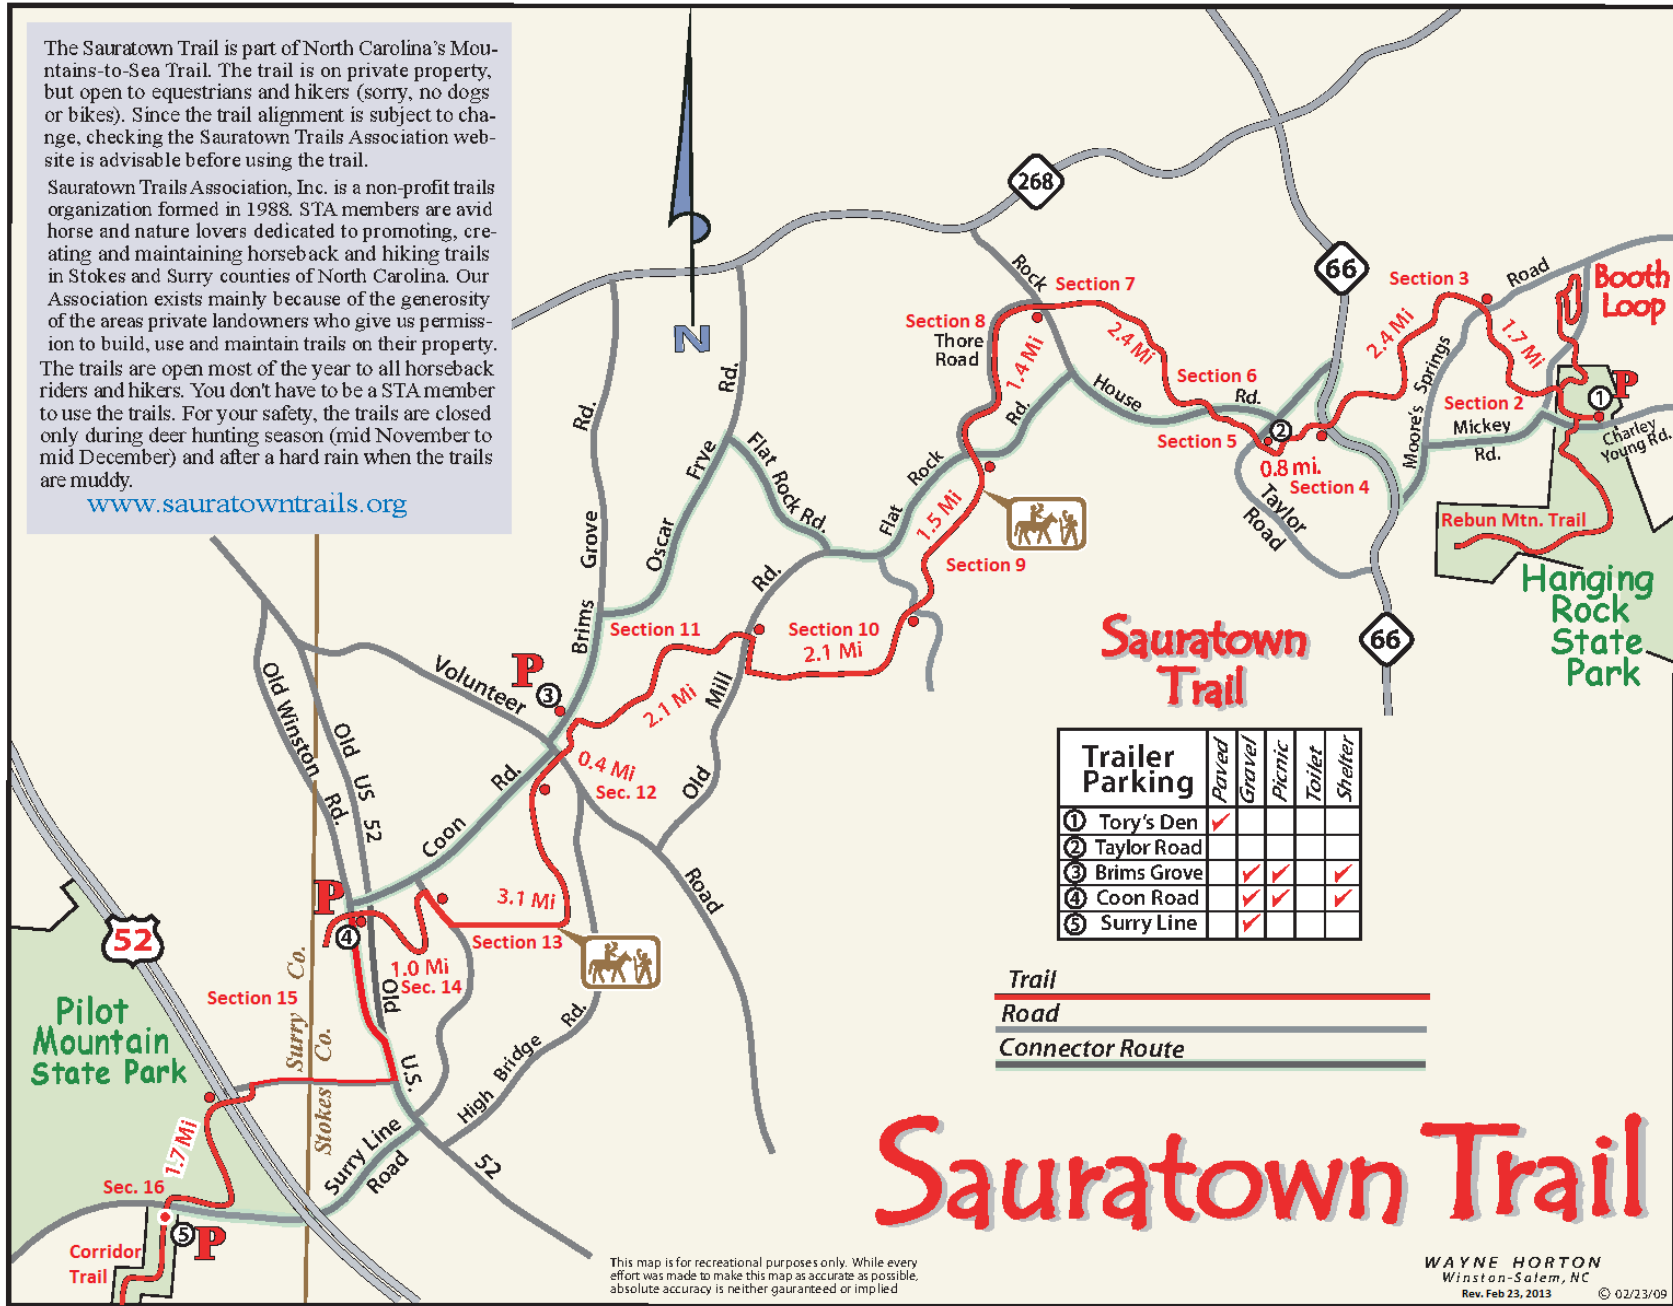 The Sauratown Trail is part of North Carolina's Mou-
ntains-to-Sea Trail. The trail is on private property,
but open to equestrians and hikers (sorry, no dogs
or bikes). Since the trail alignment is subject to cha-
nge, checking the Sauratown Trails Association web-
site is advisable before using the trail.
Sauratown Trails Association, Inc. is a non-profit trails
organization formed in 1988. STA members are avid
horse and nature lovers dedicated to promoting, cre-
ating and maintaining horseback and hiking trails
in Stokes and Surry counties of North Carolina. Our
Association exists mainly because of the generosity
of the areas private landowners who give us permiss-
ion to build, use and maintain trails on their property.
The trails are open most of the year to all horseback
riders and hikers. You don't have to be a STA member
to use the trails. For your safety, the trails are closed
only during deer hunting season (mid November to
mid December) and after a hard rain when the trails
are muddy.
www.sauratowntrails.org
N
268
66
Rock
Section 7
Section 8
Thore
Road
1.4 Mi
2.4 Mi
Section 6
House
Rd.
Section 5
2
0.8 mi.
Section 4
Taylor
Road
Section 3
Road
2.4 Mi
1.7 Mi
Moore's Springs
Booth
Loop
Section 2
Mickey
Rd.
1
P
Charley
Young Rd.
Rebun Mtn. Trail
Hanging
Rock
State
Park
66
Rd.
Oscar Frye Rd.
Flat Rock Rd.
Flat Rock Rd.
1.5 Mi
Section 9
Brims Grove Rd.
Section 11
2.1 Mi
Section 10
2.1 Mi
Old Mill Rd.
Road
Volunteer
P
3
0.4 Mi
Sec. 12
Old Winston Rd.
Old US 52
Coon Rd.
P
4
3.1 Mi
Section 13
1.0 Mi
Sec. 14
Old U.S. 52
High Bridge Rd.
Surry Line
Road
Section 15
Surry Co.
Stokes Co.
52
Pilot
Mountain
State Park
1.7 Mi
Sec. 16
5
P
Corridor
Trail
Sauratown
Trail
Trailer
Parking
Paved
Gravel
Picnic
Toilet
Shelter
1 Tory's Den ✓
2 Taylor Road
3 Brims Grove ✓ ✓ ✓
4 Coon Road ✓ ✓ ✓
5 Surry Line ✓
Trail
Road
Connector Route
Sauratown Trail
This map is for recreational purposes only. While every
effort was made to make this map as accurate as possible,
absolute accuracy is neither gauranteed or implied
WAYNE HORTON
Winston-Salem, NC
Rev. Feb 23, 2013
© 02/23/09